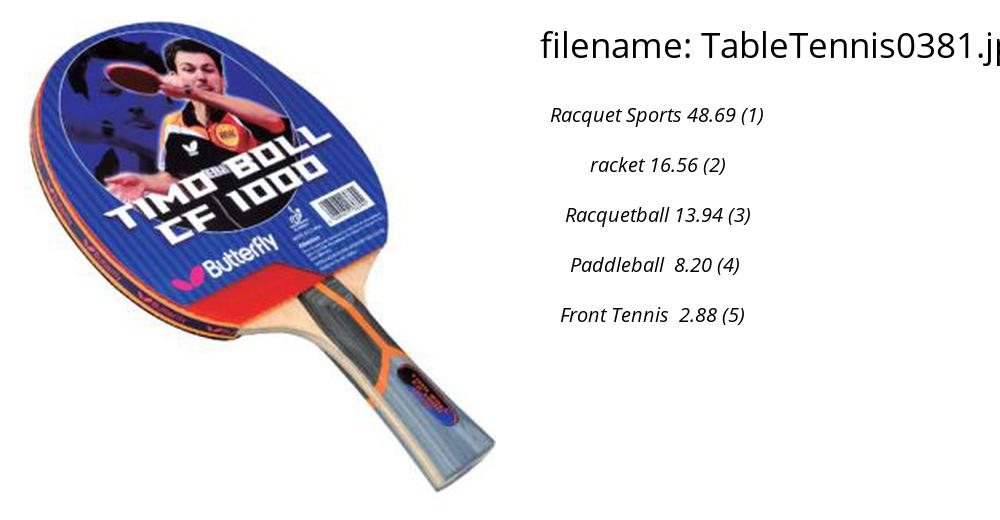 TIMO BOLL
CF 1000
Butterfly
filename: TableTennis0381.jp
Racquet Sports 48.69 (1)
racket 16.56 (2)
Racquetball 13.94 (3)
Paddleball 8.20 (4)
Front Tennis 2.88 (5)